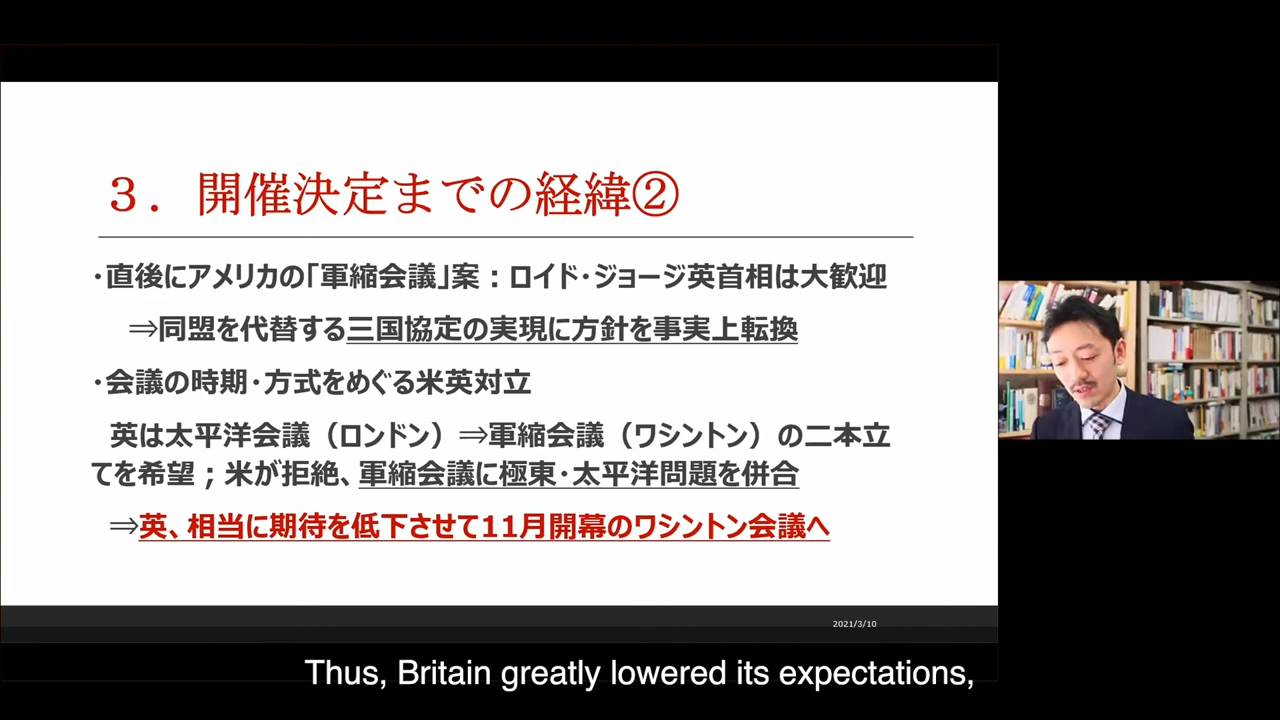 ３．開催決定までの経緯②
・直後にアメリカの「軍縮会議」案：ロイド・ジョージ英首相は大歓迎
⇒同盟を代替する三国協定の実現に方針を事実上転換
・会議の時期・方式をめぐる米英対立
英は太平洋会議（ロンドン）⇒軍縮会議（ワシントン）の二本立
てを希望；米が拒絶、軍縮会議に極東・太平洋問題を併合
⇒英、相当に期待を低下させて11月開幕のワシントン会議へ
2021/3/10
Thus, Britain greatly lowered its expectations,